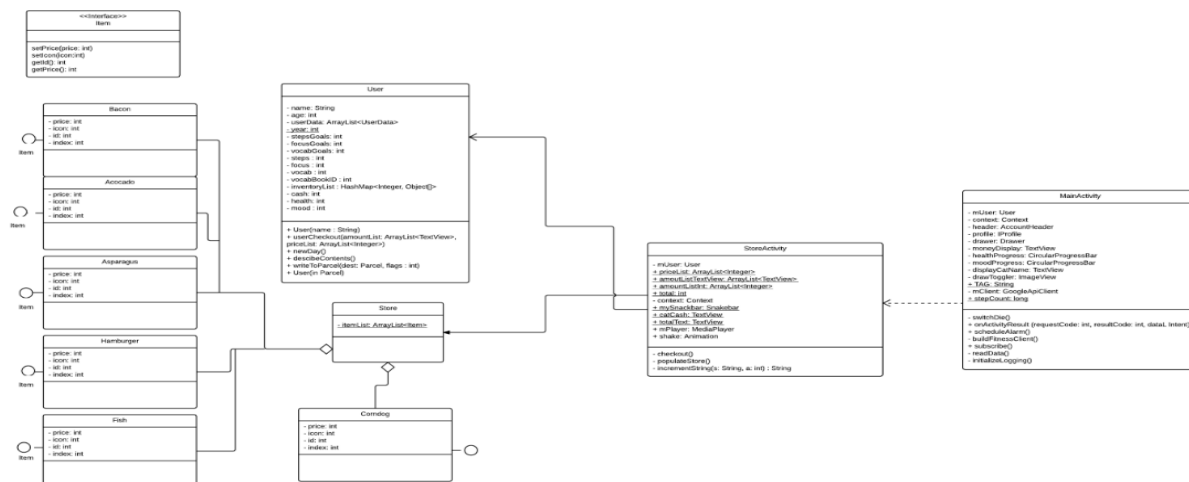 <<Interface>>
Item
setPrice(price: int)
setIcon(icon:int)
getId(): int
getPrice(): int
Bacon
- price: int
- icon: int
- id: int
- index: int
Item
Acocado
- price: int
- icon: int
- id: int
- index: int
Item
Asparagus
- price: int
- icon: int
- id: int
- index: int
Item
Hamburger
- price: int
- icon: int
- id: int
- index: int
Item
Fish
- price: int
- icon: int
- id: int
- index: int
Item
User
- name: String
- age: int
- userData: ArrayList<UserData>
- year: int
- stepsGoals: int
- focusGoals: int
- vocabGoals: int
- steps : int
- focus : int
- vocab : int
- vocabBookID : int
- inventoryList : HashMap<Integer, Object[]>
- cash: int
- health: int
- mood : int
+ User(name : String)
+ userCheckout(amountList: ArrayList<TextView>,
priceList: ArrayList<Integer>)
+ newDay()
+ descibeContents()
+ writeToParcel(dest: Parcel, flags : int)
+ User(in Parcel)
Store
- itemList: ArrayList<Item>
Corndog
- price: int
- icon: int
- id: int
- index: int
StoreActivity
- mUser: User
+ priceList: ArrayList<Integer>
+ amoutListTextView: ArrayList<TextView>
+ amountListInt: ArrayList<Integer>
+ total: int
- context: Context
+ mySnackbar: Snakebar
+ catCash: TextView
+ totalText: TextView
+ mPlayer: MediaPlayer
+ shake: Animation
- checkout()
- populateStore()
- incrementString(s: String, a: int) : String
MainActivity
- mUser: User
- context: Context
- header: AccountHeader
- profile: IProfile
- drawer: Drawer
- moneyDisplay: TextView
- healthProgress: CircularProgressBar
- moodProgress: CircularProgressBar
- displayCatName: TextView
- drawToggler: ImageView
+ TAG: String
- mClient: GoogleApiClient
+ stepCount: long
- switchDie()
+ onActivityResult (requestCode: int, resultCode: int, dataL Intent)
+ scheduleAlarm()
- buildFitnessClient()
+ subscribe()
- readData()
- initializeLogging()